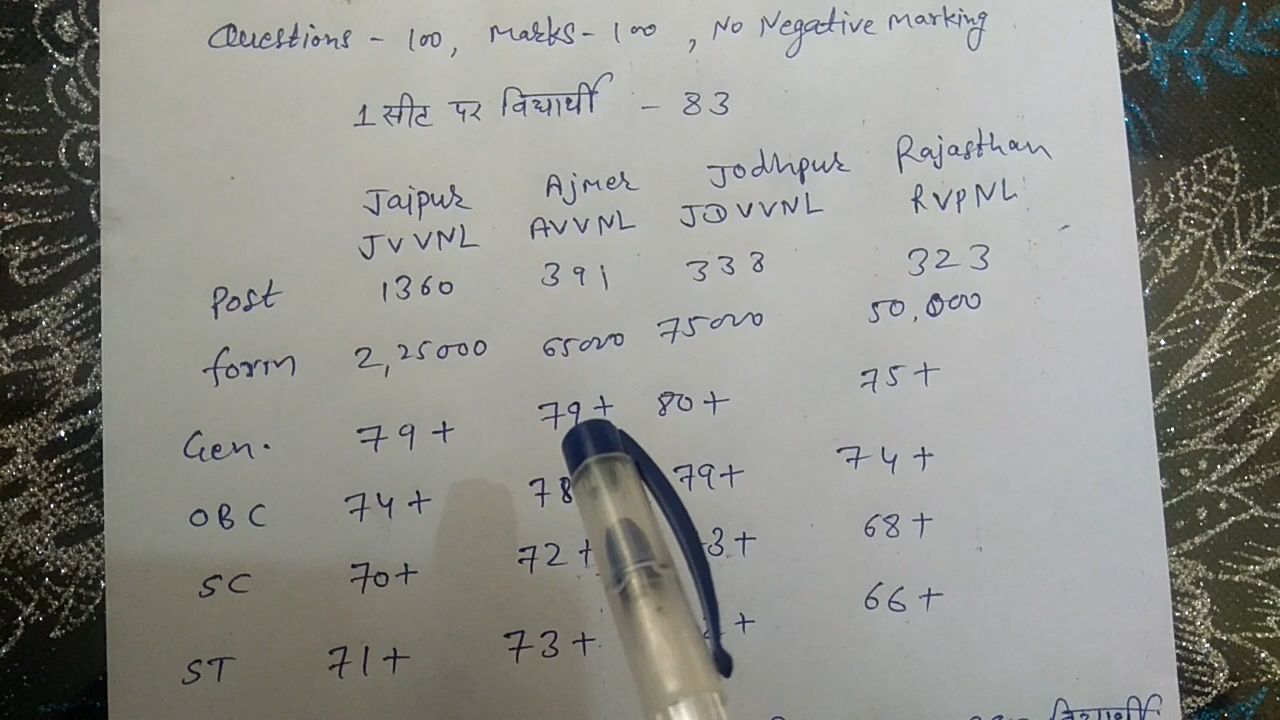 Questions - 100, Marks - 100, No Negative Marking
1 सीट पर विद्यार्थी - 83
Jaipur Ajmer Jodhpur Rajasthan
JVVNL AVVNL JDVVNL RVPNL
Post 1360 391 338 323
form 2,25000 65000 75000 50,000
Gen. 79+ 79+ 80+ 75+
OBC 74+ 78 79+ 74+
SC 70+ 72+ 3+ 68+
ST 71+ 73+ + 66+
विद्यार्थी